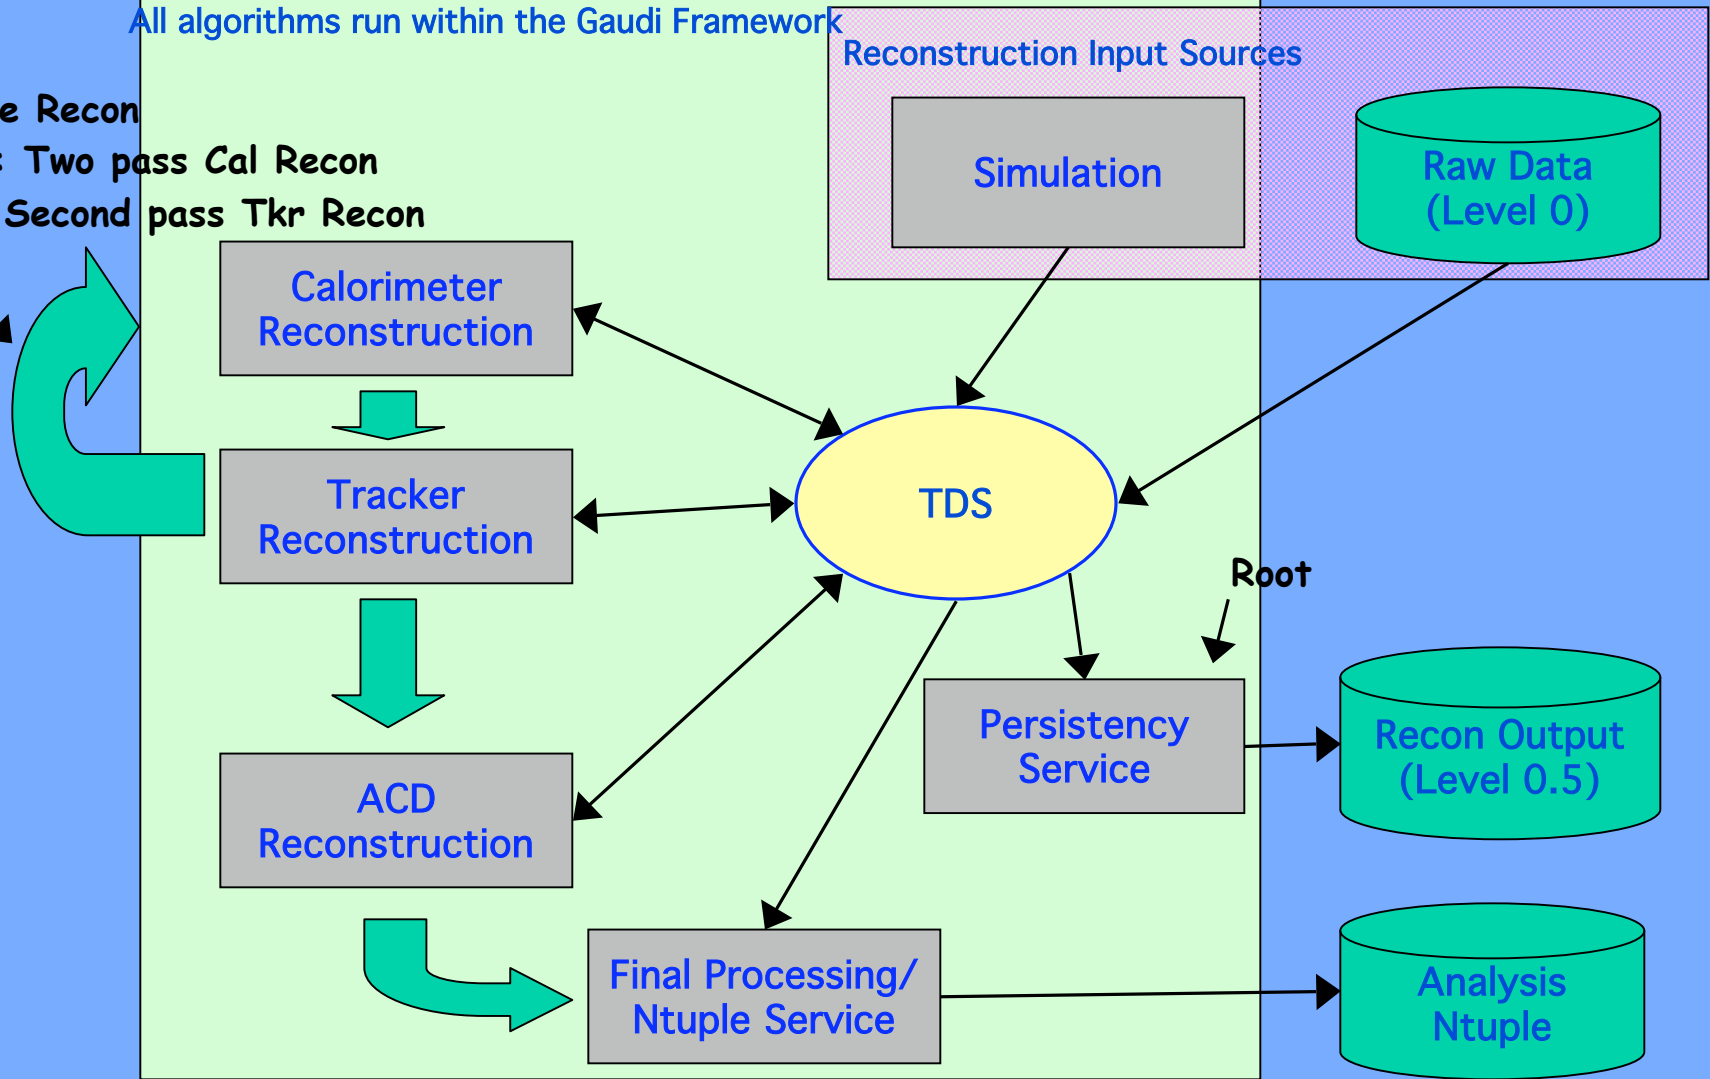 All algorithms run within the Gaudi Framework
Reconstruction Input Sources
e Recon
: Two pass Cal Recon
Second pass Tkr Recon
Simulation
Raw Data
(Level 0)
Calorimeter
Reconstruction
Tracker
Reconstruction
TDS
Root
Persistency
Service
Recon Output
(Level 0.5)
ACD
Reconstruction
Final Processing/
Ntuple Service
Analysis
Ntuple